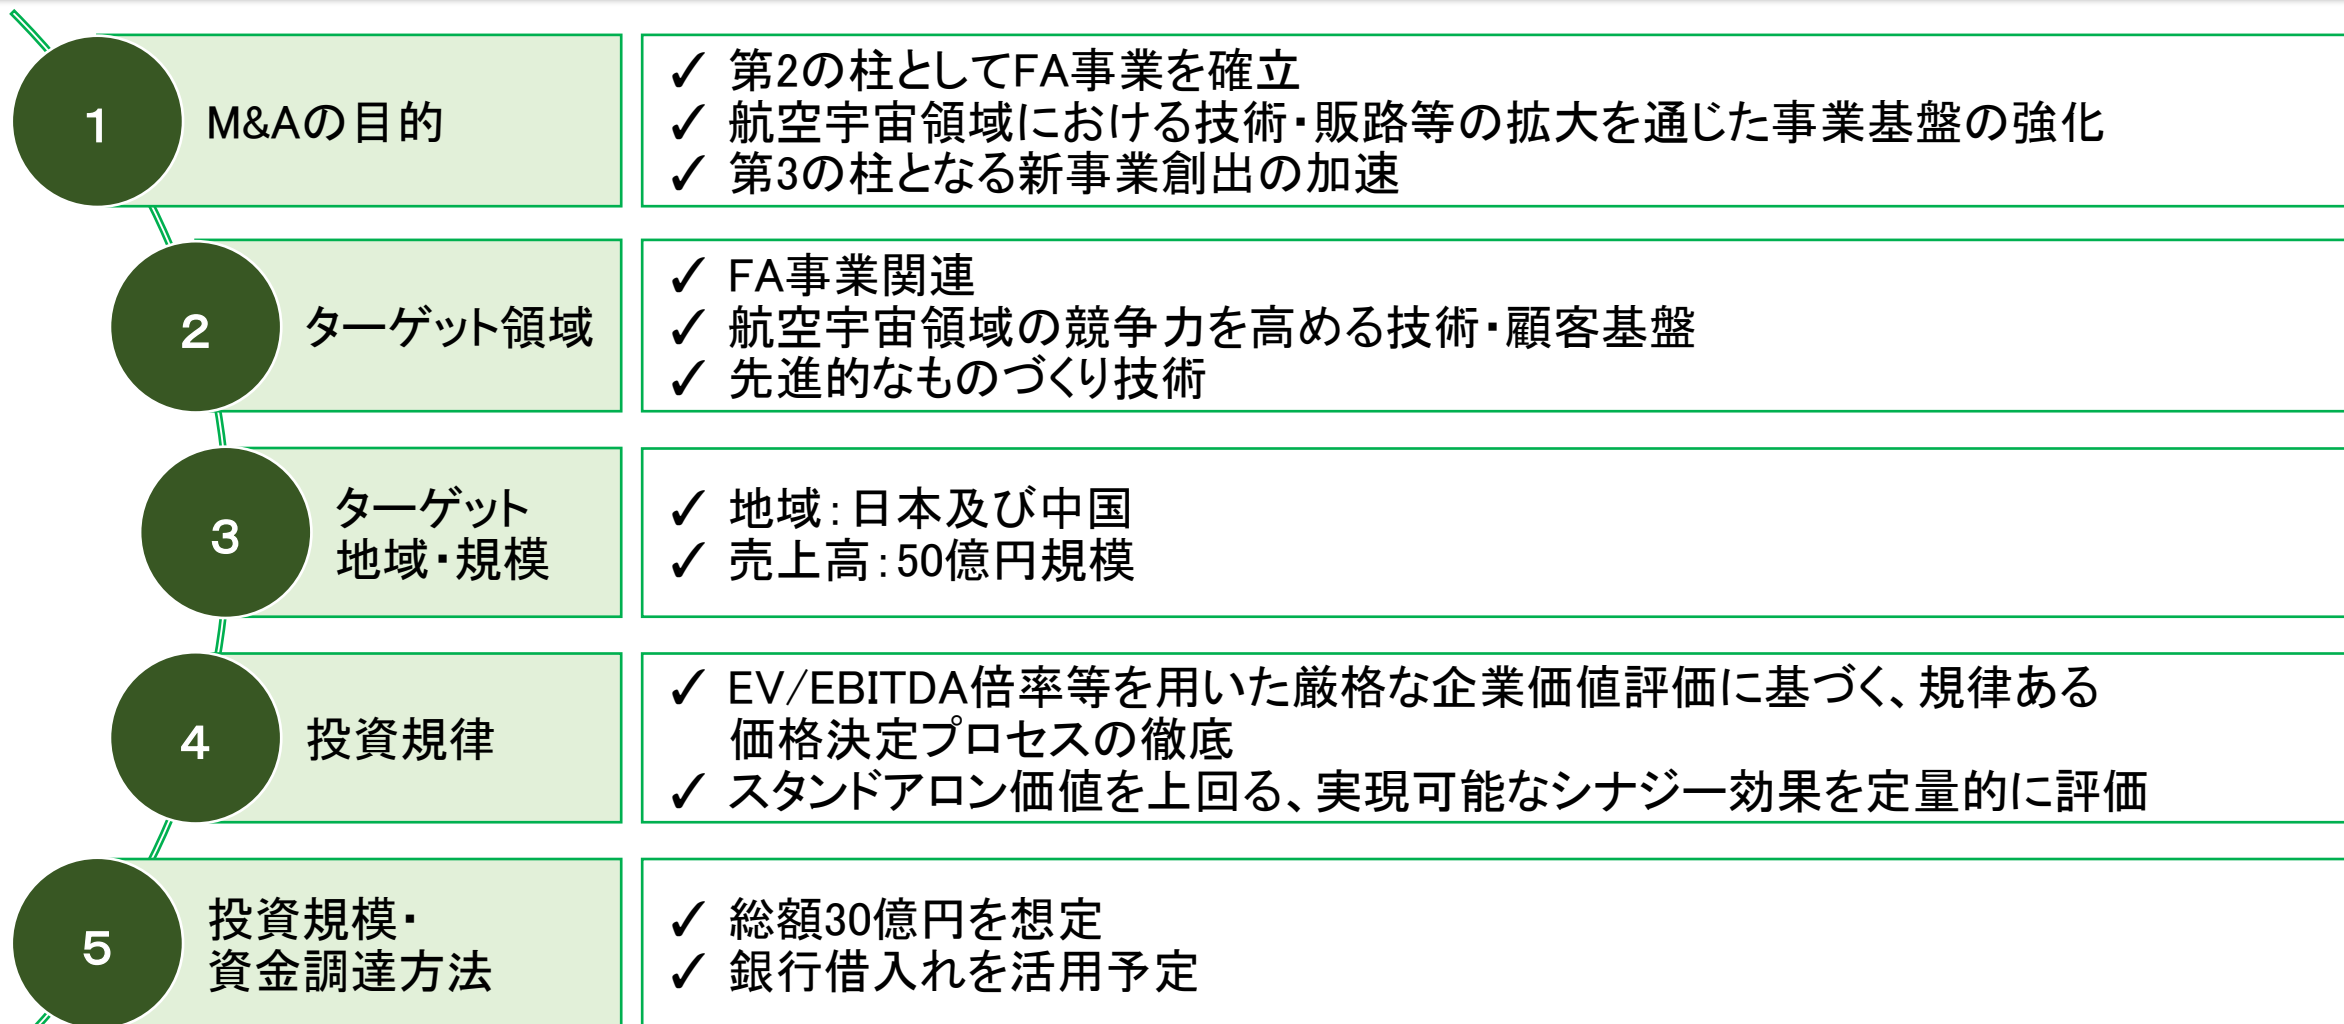 1
M&Aの目的
✓ 第2の柱としてFA事業を確立
✓ 航空宇宙領域における技術・販路等の拡大を通じた事業基盤の強化
✓ 第3の柱となる新事業創出の加速
2
ターゲット領域
✓ FA事業関連
✓ 航空宇宙領域の競争力を高める技術・顧客基盤
✓ 先進的なものづくり技術
3
ターゲット
地域・規模
✓ 地域：日本及び中国
✓ 売上高：50億円規模
4
投資規律
✓ EV/EBITDA倍率等を用いた厳格な企業価値評価に基づく、規律ある
価格決定プロセスの徹底
✓ スタンドアロン価値を上回る、実現可能なシナジー効果を定量的に評価
5
投資規模・
資金調達方法
✓ 総額30億円を想定
✓ 銀行借入れを活用予定